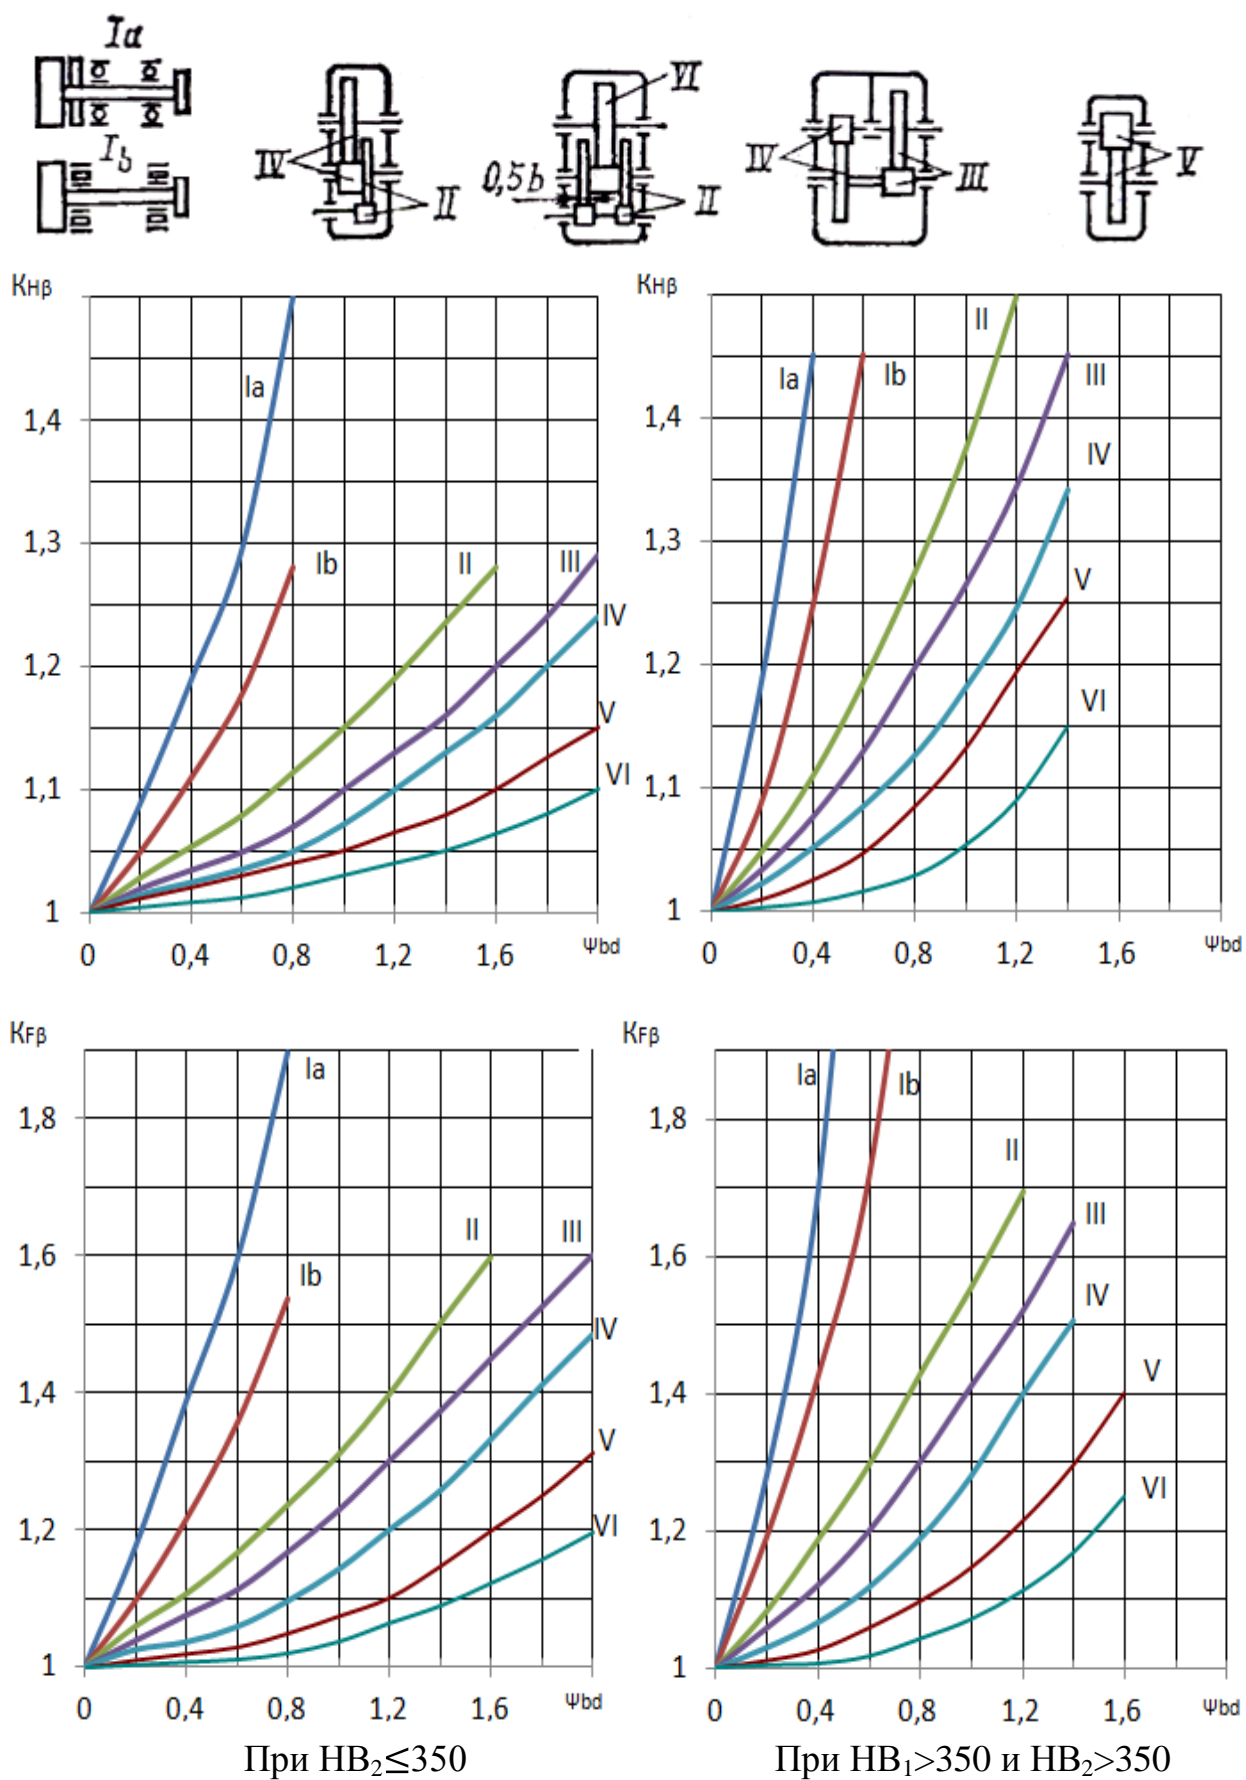 Ia
Ib
IV
II
VI
0,5b
II
IV
III
V
KHβ
1,4
1,3
1,2
1,1
1
Ia
Ib
II
III
IV
V
VI
0 0,4 0,8 1,2 1,6 Ψbd
KHβ
1,4
1,3
1,2
1,1
1
Ia
Ib
II
III
IV
V
VI
0 0,4 0,8 1,2 1,6 Ψbd
KFβ
1,8
1,6
1,4
1,2
1
Ia
Ib
II
III
IV
V
VI
0 0,4 0,8 1,2 1,6 Ψbd
KFβ
1,8
1,6
1,4
1,2
1
Ia
Ib
II
III
IV
V
VI
0 0,4 0,8 1,2 1,6 Ψbd
При HB₂≤350
При HB₁>350 и HB₂>350